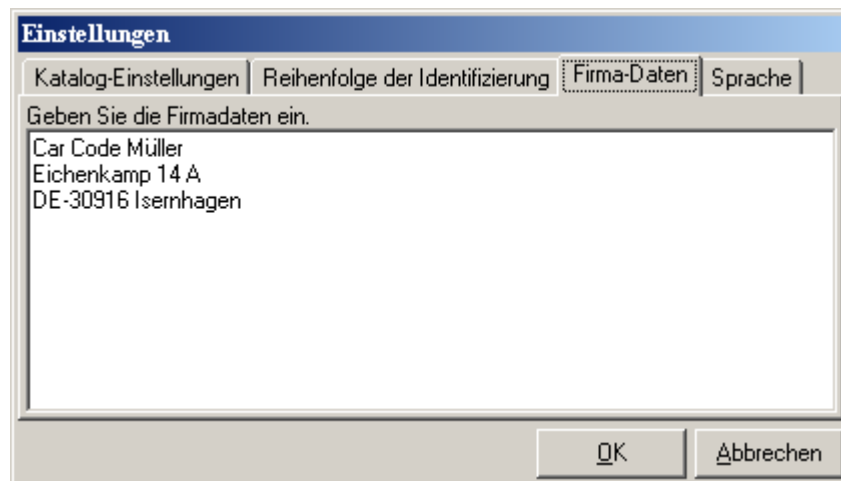 Einstellungen
Katalog-Einstellungen Reihenfolge der Identifizierung Firma-Daten Sprache
Geben Sie die Firmadaten ein.
Car Code Müller
Eichenkamp 14 A
DE-30916 Isernhagen
OK Abbrechen